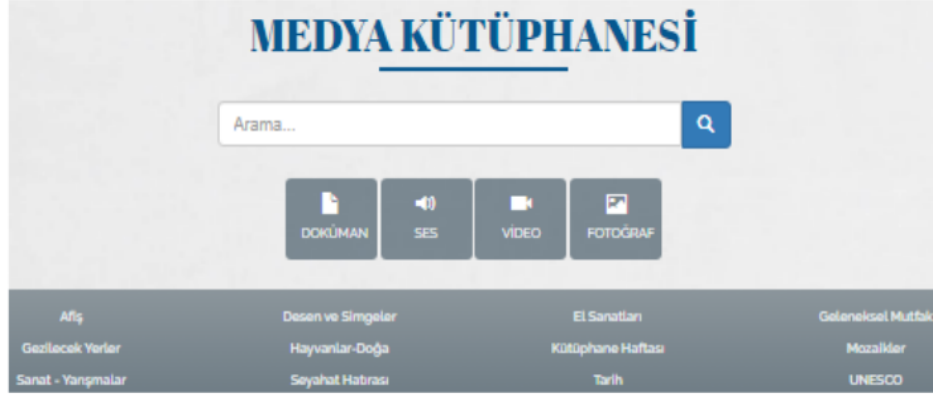 MEDYA KÜTÜPHANESİ
Arama...
DOKÜMAN SES VİDEO FOTOĞRAF
Afiş Desen ve Simgeler El Sanatları Geleneksel Mutfak
Gezilecek Yerler Hayvanlar-Doğa Kütüphane Haftası Mozaikler
Sanat - Yarışmalar Seyahat Hatırası Tarih UNESCO